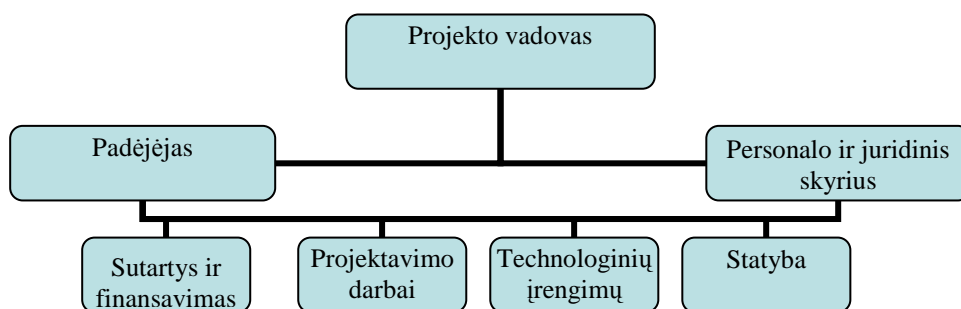 Projekto vadovas
Padėjėjas
Personalo ir juridinis
skyrius
Sutartys ir
finansavimas
Projektavimo
darbai
Technologinių
įrengimų
Statyba